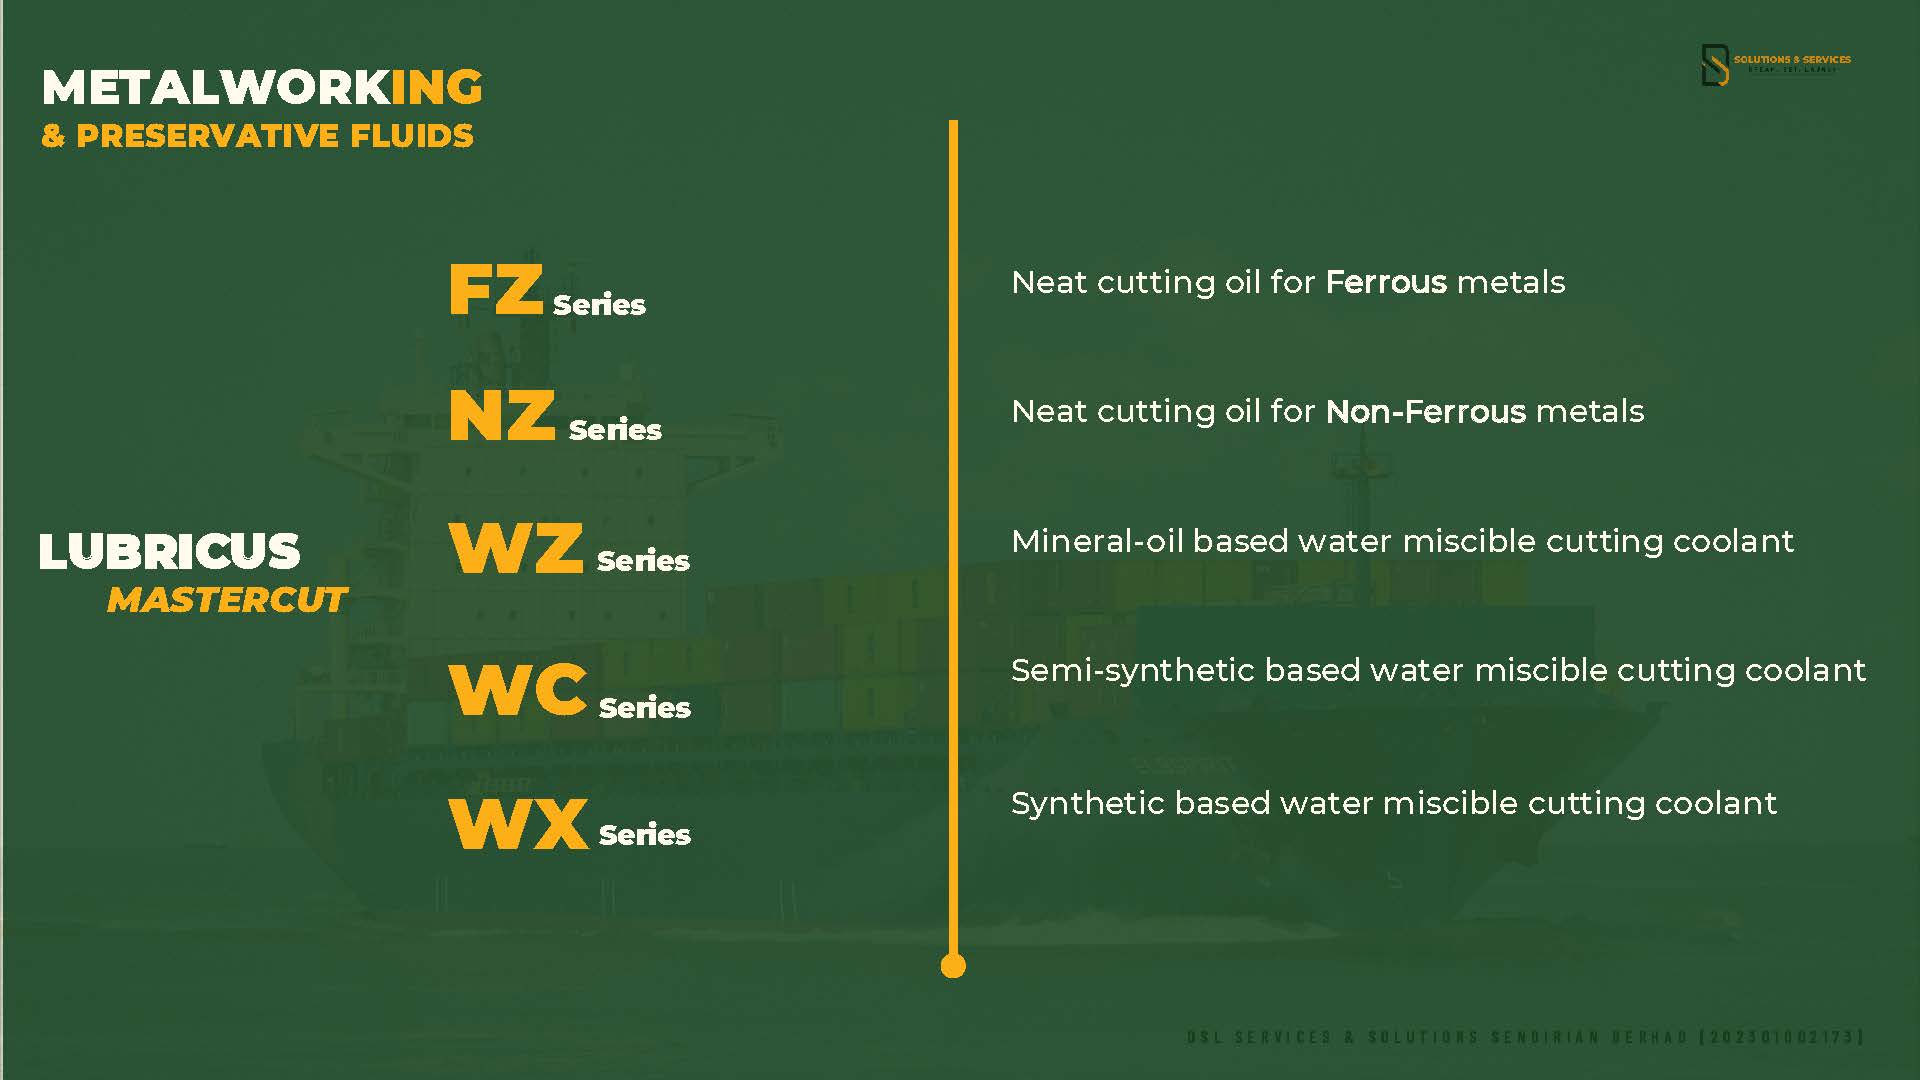 METALWORKING
& PRESERVATIVE FLUIDS
SOLUTIONS & SERVICES
LUBRICUS
MASTERCUT
FZ Series
Neat cutting oil for Ferrous metals
NZ Series
Neat cutting oil for Non-Ferrous metals
WZ Series
Mineral-oil based water miscible cutting coolant
WC Series
Semi-synthetic based water miscible cutting coolant
WX Series
Synthetic based water miscible cutting coolant
DSL SERVICES & SOLUTIONS SENDIRIAN BERHAD [202301002173]